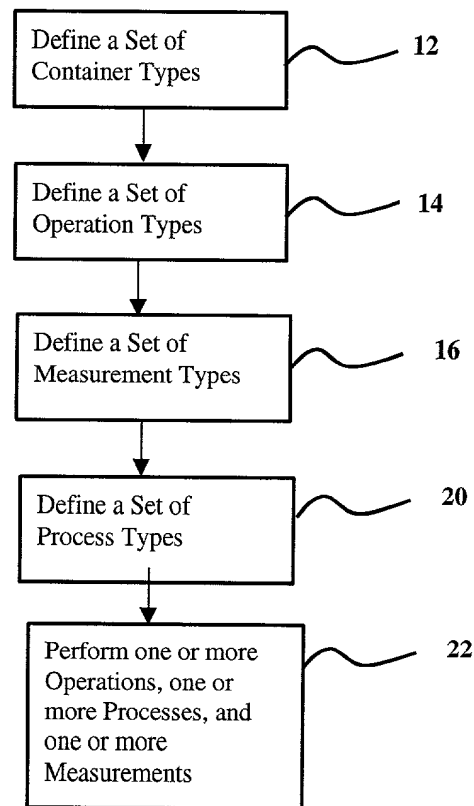 Define a Set of
Container Types
12
Define a Set of
Operation Types
14
Define a Set of
Measurement Types
16
Define a Set of
Process Types
20
Perform one or more
Operations, one or
more Processes, and
one or more
Measurements
22